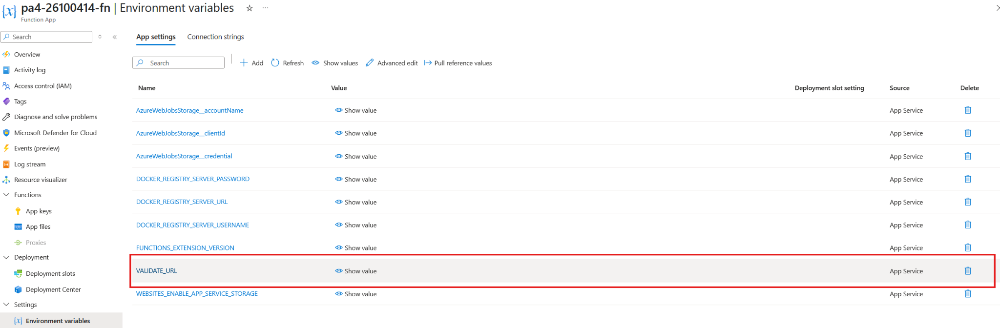 pa4-26100414-fn | Environment variables
Function App
Search
App settings Connection strings
Overview
Activity log
Access control (IAM)
Tags
Diagnose and solve problems
Microsoft Defender for Cloud
Events (preview)
Log stream
Resource visualizer
Functions
App keys
App files
Proxies
Deployment
Deployment slots
Deployment Center
Settings
Environment variables
Search Add Refresh Show values Advanced edit Pull reference values
Name Value Deployment slot setting Source Delete
AzureWebJobsStorage__accountName Show value App Service
AzureWebJobsStorage__clientId Show value App Service
AzureWebJobsStorage__credential Show value App Service
DOCKER_REGISTRY_SERVER_PASSWORD Show value App Service
DOCKER_REGISTRY_SERVER_URL Show value App Service
DOCKER_REGISTRY_SERVER_USERNAME Show value App Service
FUNCTIONS_EXTENSION_VERSION Show value App Service
VALIDATE_URL Show value App Service
WEBSITES_ENABLE_APP_SERVICE_STORAGE Show value App Service